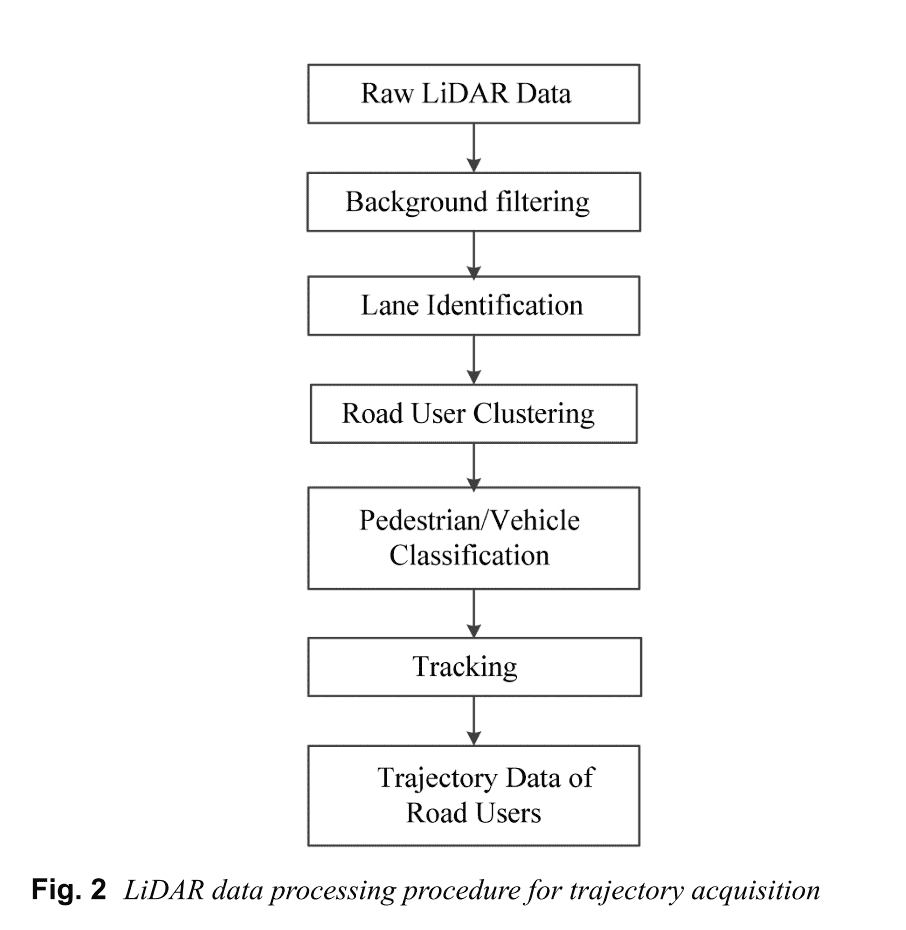 Raw LiDAR Data
Background filtering
Lane Identification
Road User Clustering
Pedestrian/Vehicle
Classification
Tracking
Trajectory Data of
Road Users
Fig. 2 LiDAR data processing procedure for trajectory acquisition